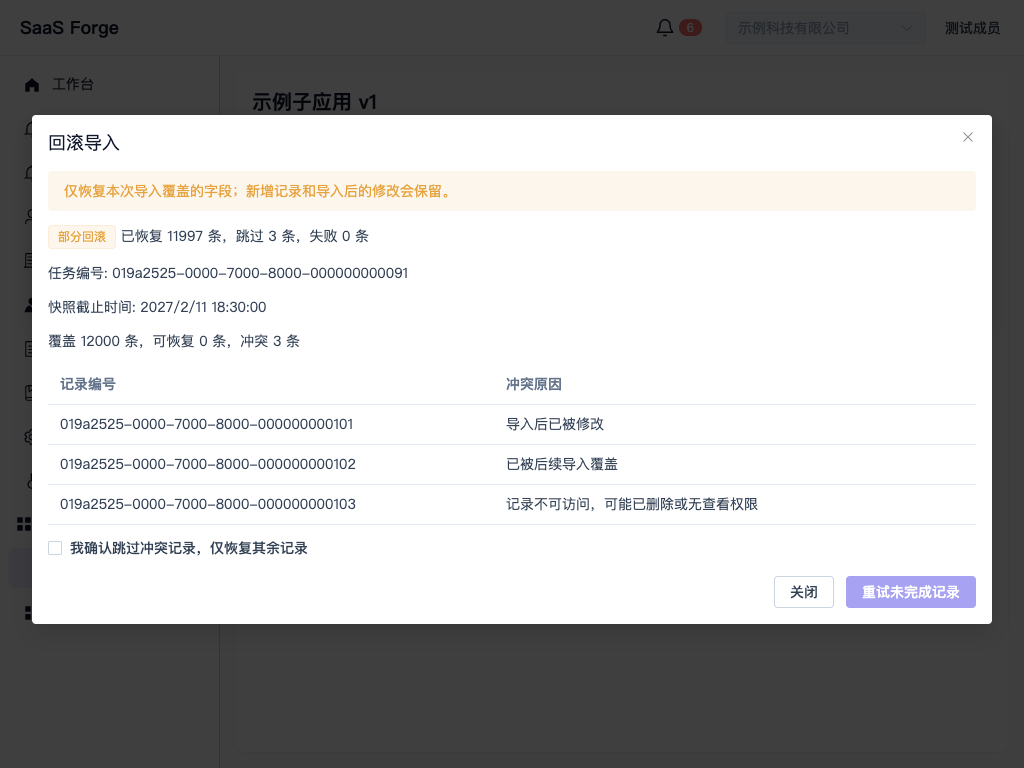 SaaS Forge
6
示例科技有限公司
测试成员
工作台
示例子应用 v1
回滚导入
仅恢复本次导入覆盖的字段；新增记录和导入后的修改会保留。
部分回滚 已恢复 11997 条，跳过 3 条，失败 0 条
任务编号: 019a2525-0000-7000-8000-000000000091
快照截止时间: 2027/2/11 18:30:00
覆盖 12000 条，可恢复 0 条，冲突 3 条
记录编号 冲突原因
019a2525-0000-7000-8000-000000000101 导入后已被修改
019a2525-0000-7000-8000-000000000102 已被后续导入覆盖
019a2525-0000-7000-8000-000000000103 记录不可访问，可能已删除或无查看权限
我确认跳过冲突记录，仅恢复其余记录
关闭
重试未完成记录